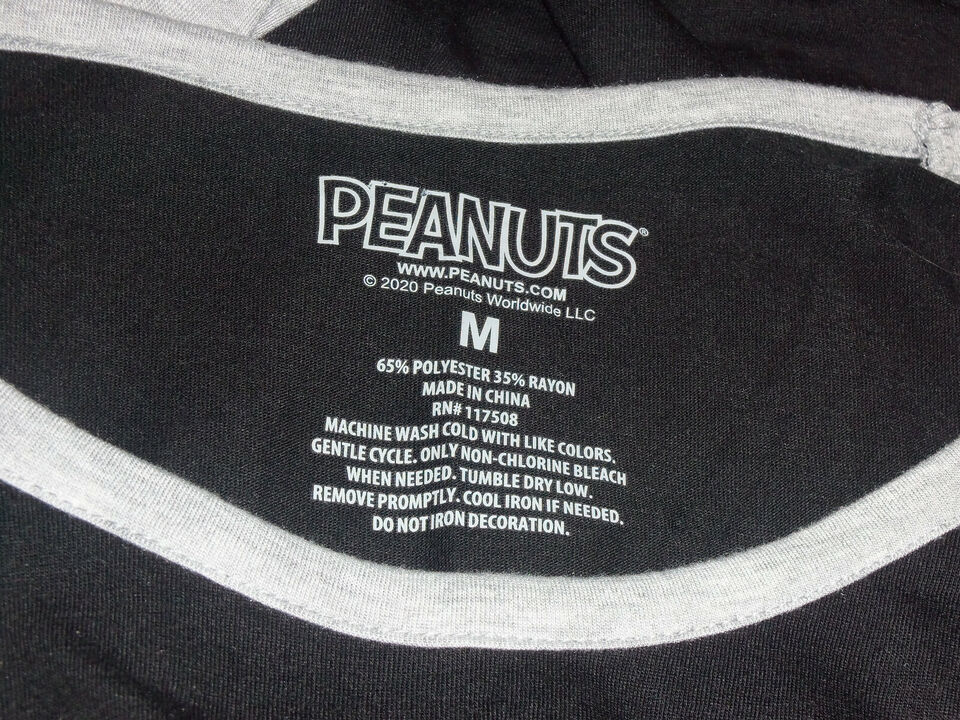 PEANUTS®
WWW.PEANUTS.COM
© 2020 Peanuts Worldwide LLC
M
65% POLYESTER 35% RAYON
MADE IN CHINA
RN# 117508
MACHINE WASH COLD WITH LIKE COLORS,
GENTLE CYCLE. ONLY NON-CHLORINE BLEACH
WHEN NEEDED. TUMBLE DRY LOW.
REMOVE PROMPTLY. COOL IRON IF NEEDED.
DO NOT IRON DECORATION.